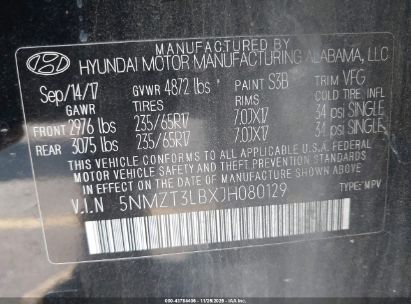 MANUFACTURED BY
HYUNDAI MOTOR MANUFACTURING ALABAMA, LLC
Sep/14/17 GVWR 4872 lbs PAINT S3B TRIM VFG
GAWR TIRES RIMS COLD TIRE INFL
FRONT 2976 lbs 235/65R17 7.00X17 34 psi SINGLE
REAR 3075 lbs 235/65R17 7.00X17 34 psi SINGLE
THIS VEHICLE CONFORMS TO ALL APPLICABLE FEDERAL
MOTOR VEHICLE SAFETY AND THEFT PREVENTION STANDARDS
IN EFFECT ON THE DATE OF MANUFACTURE SHOWN ABOVE.
V.I.N 5NMZT3LBXJH080129 TYPE: MPV